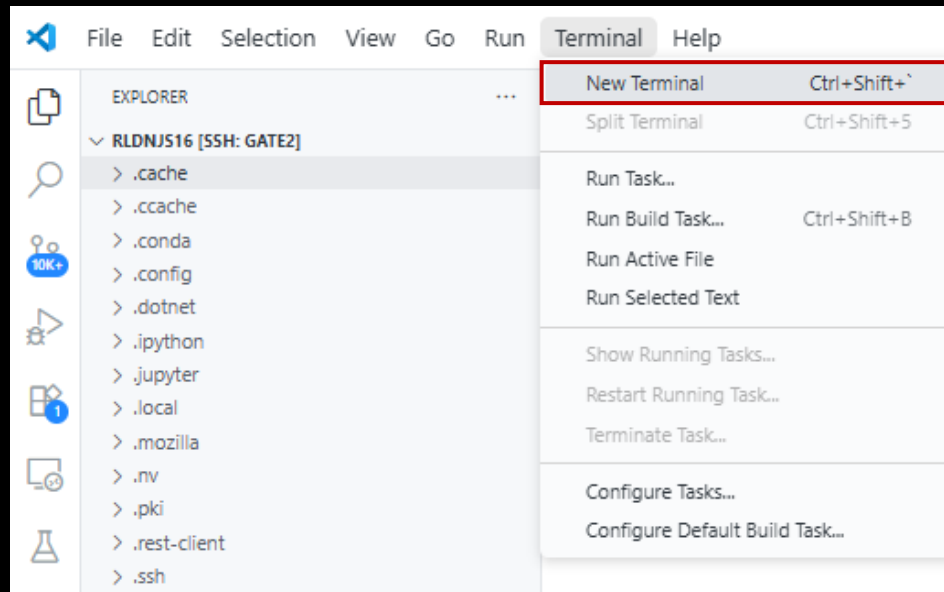 File Edit Selection View Go Run Terminal Help
EXPLORER ...
RLDNJS16 [SSH: GATE2]
.cache
.ccache
.conda
.config
.dotnet
.ipython
.jupyter
.local
.mozilla
.nv
.pki
.rest-client
.ssh
10K+
1
New Terminal Ctrl+Shift+`
Split Terminal Ctrl+Shift+5
Run Task...
Run Build Task... Ctrl+Shift+B
Run Active File
Run Selected Text
Show Running Tasks...
Restart Running Task...
Terminate Task...
Configure Tasks...
Configure Default Build Task...